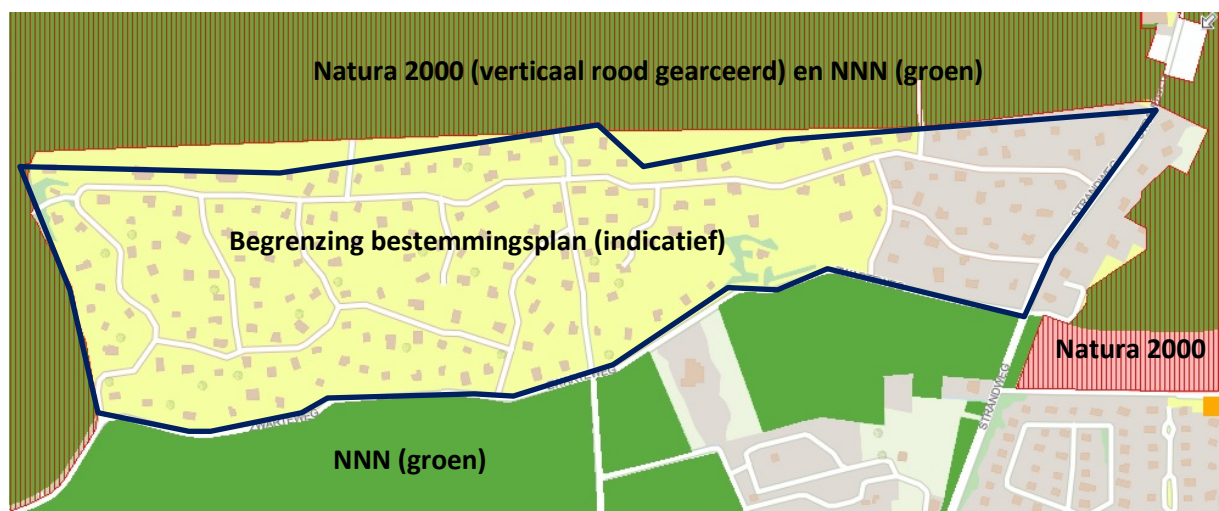 Natura 2000 (verticaal rood gearceerd) en NNN (groen)
STRANDWEG
Begrenzing bestemmingsplan (indicatief)
Natura 2000
STRANDWEG
NNN (groen)